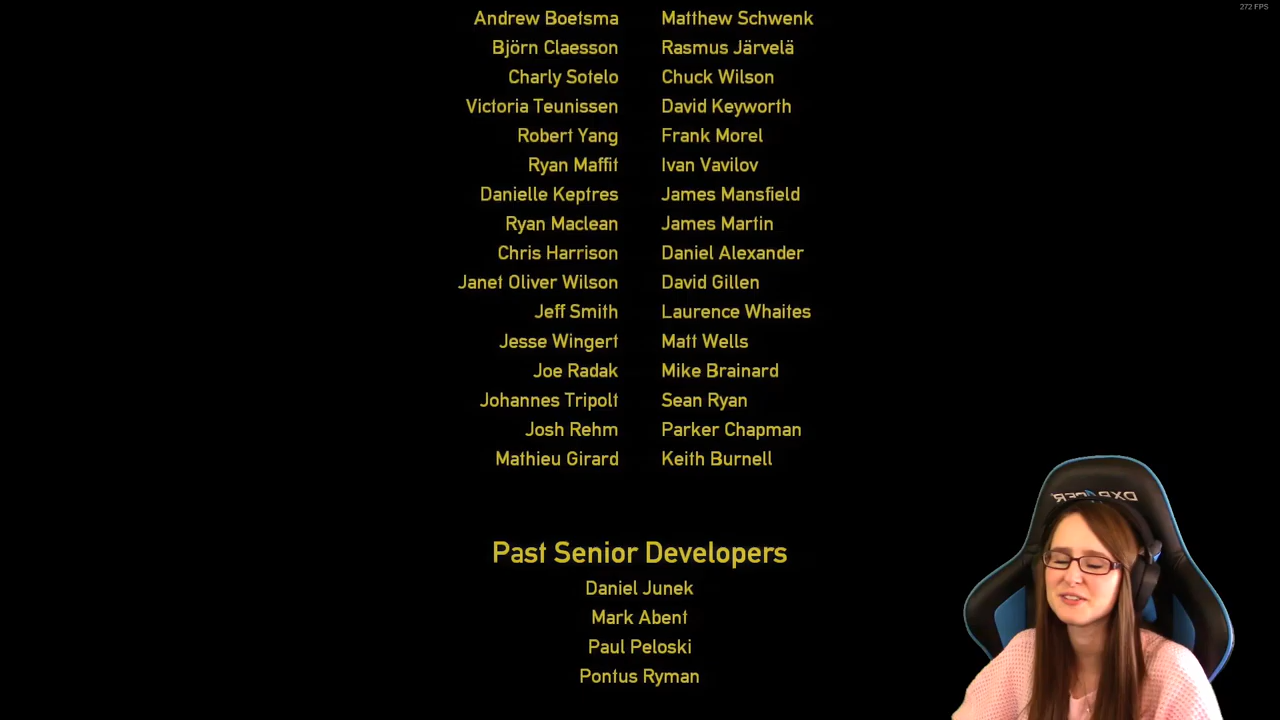 272 FPS
Andrew Boetsma Matthew Schwenk
Björn Claesson Rasmus Järvelä
Charly Sotelo Chuck Wilson
Victoria Teunissen David Keyworth
Robert Yang Frank Morel
Ryan Maffit Ivan Vavilov
Danielle Keptres James Mansfield
Ryan Maclean James Martin
Chris Harrison Daniel Alexander
Janet Oliver Wilson David Gillen
Jeff Smith Laurence Whaites
Jesse Wingert Matt Wells
Joe Radak Mike Brainard
Johannes Tripolt Sean Ryan
Josh Rehm Parker Chapman
Mathieu Girard Keith Burnell
Past Senior Developers
Daniel Junek
Mark Abent
Paul Peloski
Pontus Ryman
DXRACER